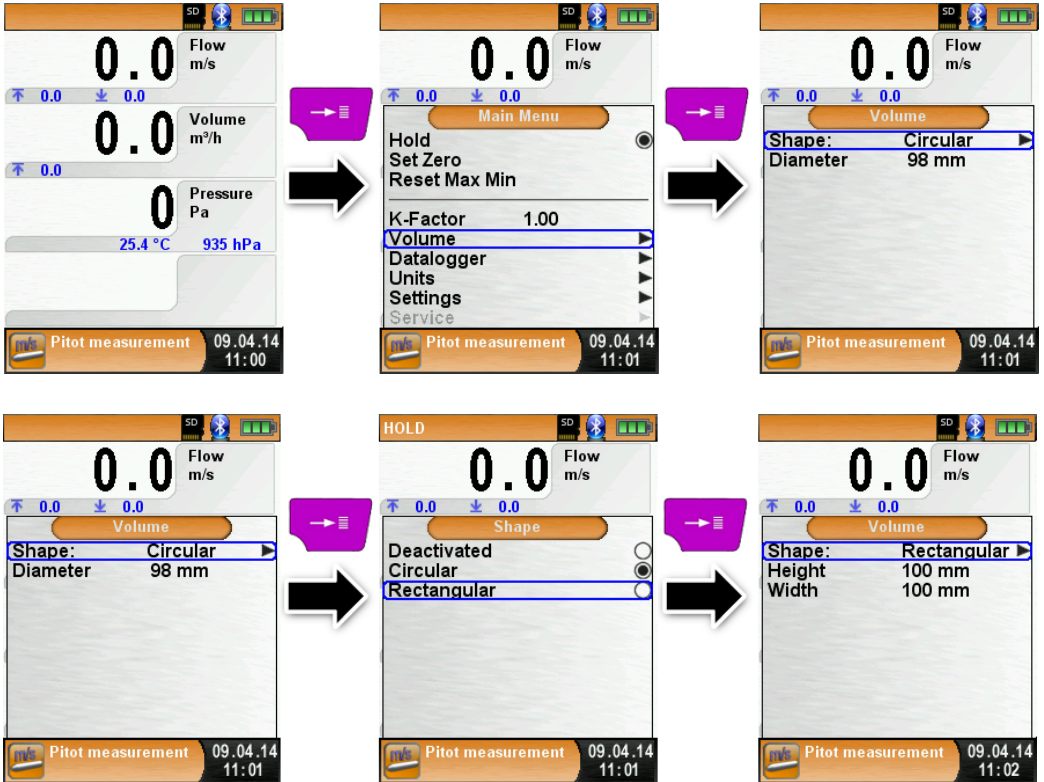 SD
0.0 Flow
m/s
0.0 0.0
0.0 Volume
m³/h
0.0
0 Pressure
Pa
25.4 °C 935 hPa
m/s Pitot measurement 09.04.14
11:00
SD
0.0 Flow
m/s
0.0 0.0
Main Menu
Hold
Set Zero
Reset Max Min
K-Factor 1.00
Volume
Datalogger
Units
Settings
Service
m/s Pitot measurement 09.04.14
11:01
SD
0.0 Flow
m/s
0.0 0.0
Volume
Shape: Circular
Diameter 98 mm
m/s Pitot measurement 09.04.14
11:01
SD
0.0 Flow
m/s
0.0 0.0
Volume
Shape: Circular
Diameter 98 mm
m/s Pitot measurement 09.04.14
11:01
HOLD SD
0.0 Flow
m/s
0.0 0.0
Shape
Deactivated
Circular
Rectangular
m/s Pitot measurement 09.04.14
11:01
SD
0.0 Flow
m/s
0.0 0.0
Volume
Shape: Rectangular
Height 100 mm
Width 100 mm
m/s Pitot measurement 09.04.14
11:02